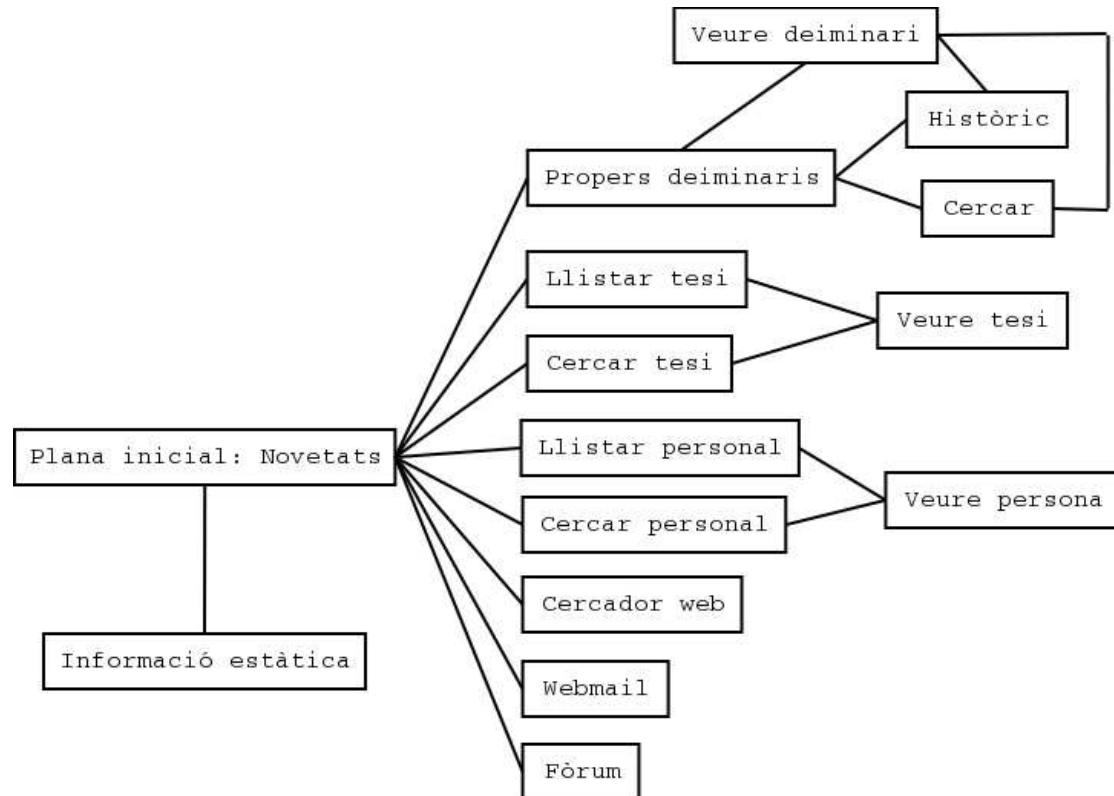 Veure deiminari
Històric
Propers deiminaris
Cercar
Llistar tesi
Veure tesi
Cercar tesi
Plana inicial: Novetats
Llistar personal
Veure persona
Cercar personal
Cercador web
Informació estàtica
Webmail
Fòrum